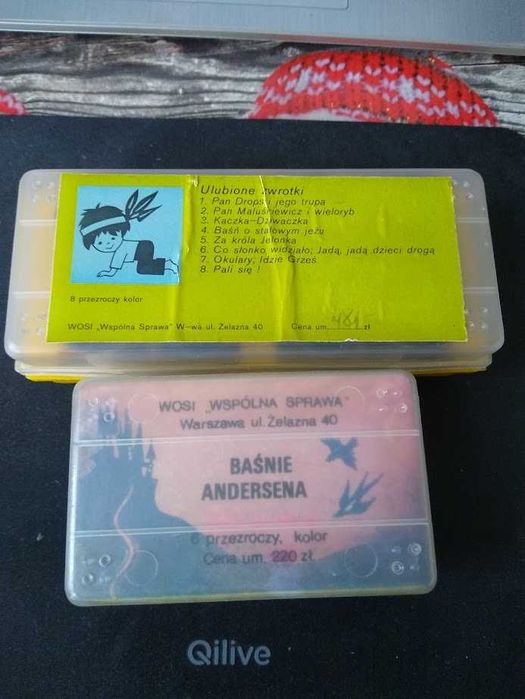 Ulubione zwrotki
1. Pan Drops i jego trupa
2. Pan Maluśkiewicz i wieloryb
3. Kaczka-Dziwaczka
4. Baśń o stalowym jeżu
5. Za króla Jelonka
6. Co słonko widziało; Jadą, jadą dzieci drogą
7. Okulary; Idzie Grześ
8. Pali się !
8 przezroczy kolor
WOSI „Wspólna Sprawa" W-wa ul. Żelazna 40 Cena um. zł
WOSI „WSPÓLNA SPRAWA"
Warszawa ul. Żelazna 40
BAŚNIE
ANDERSENA
6 przezroczy, kolor
Cena um. 220 zł.
Qilive